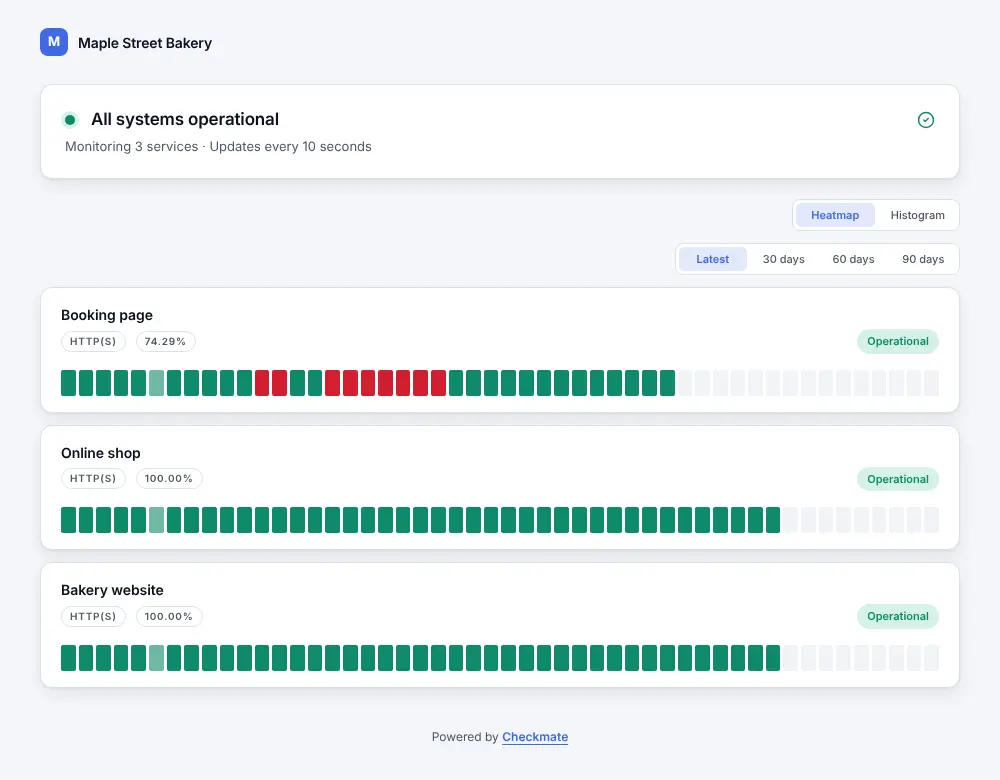 M Maple Street Bakery
All systems operational
Monitoring 3 services · Updates every 10 seconds
Heatmap Histogram
Latest 30 days 60 days 90 days
Booking page
HTTP(S) 74.29% Operational
Online shop
HTTP(S) 100.00% Operational
Bakery website
HTTP(S) 100.00% Operational
Powered by Checkmate